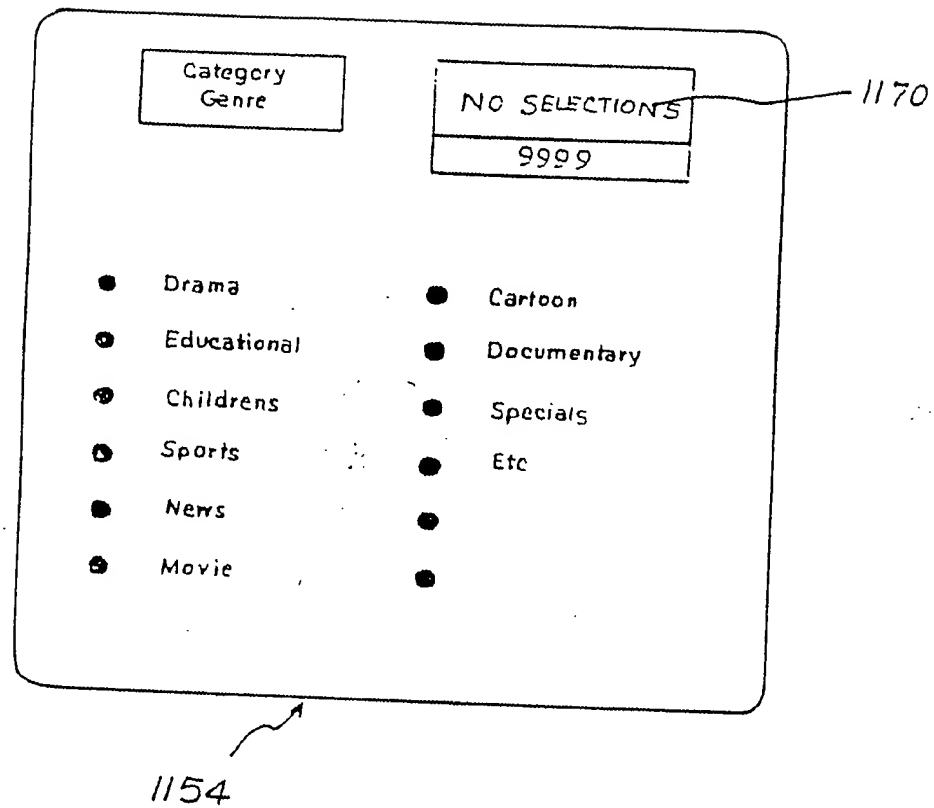 Category
Genre
NO SELECTIONS
9999
1170
Drama
Educational
Childrens
Sports
News
Movie
Cartoon
Documentary
Specials
Etc
1154